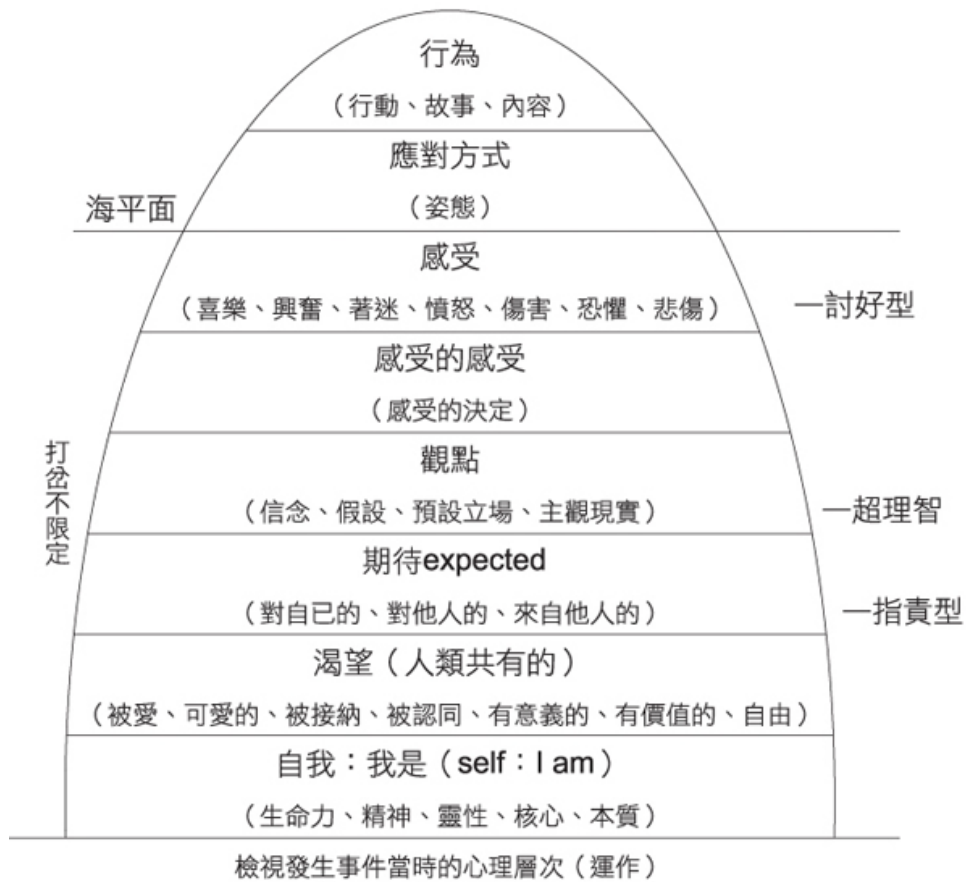 行為
（行動、故事、內容）
應對方式
海平面
（姿態）
感受
（喜樂、興奮、著迷、憤怒、傷害、恐懼、悲傷）
—討好型
感受的感受
（感受的決定）
打岔不限定
觀點
（信念、假設、預設立場、主觀現實）
—超理智
期待expected
（對自已的、對他人的、來自他人的）
—指責型
渴望（人類共有的）
（被愛、可愛的、被接納、被認同、有意義的、有價值的、自由）
自我：我是（self：I am）
（生命力、精神、靈性、核心、本質）
檢視發生事件當時的心理層次（運作）